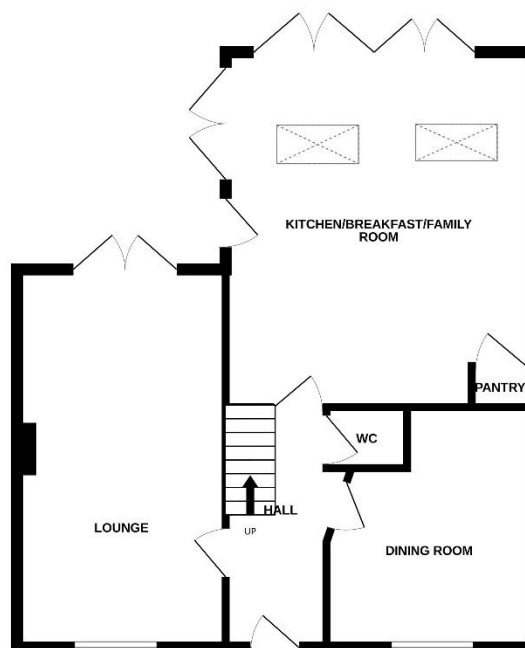 KITCHEN/BREAKFAST/FAMILY
ROOM
PANTRY
WC
HALL
UP
LOUNGE
DINING ROOM